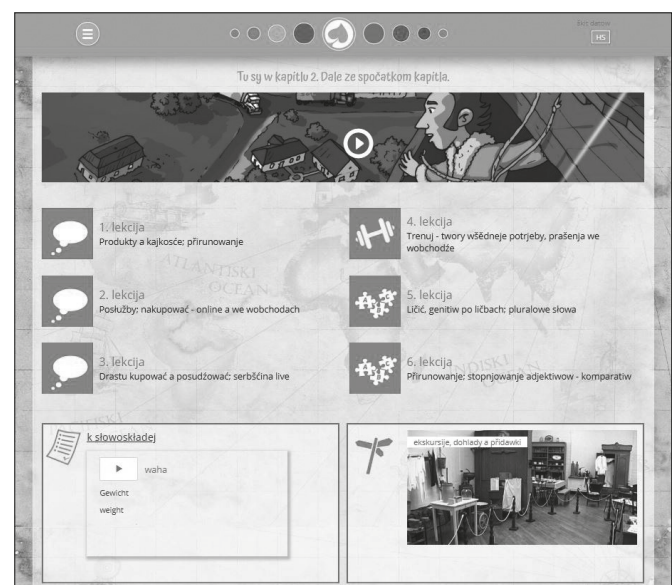 HS
Tu sy w kapitlu 2. Dale ze spočatkom kapitla.
1. lekcija
Produkty a kajkosće; přirunowanje
2. lekcija
Posłužby; nakupować - online a we wobchodach
3. lekcija
Drastu kupować a posudźować; serbšćina live
4. lekcija
Trenuj - twory wšědneje potrjeby, prašenja we
wobchodźe
5. lekcija
Ličić, genitiw po ličbach; pluralowe słowa
6. lekcija
Přirunowanje; stopnjowanje adjektiwow - komparatiw
ATLANTISKI
OCEAN
k słowoskładej
waha
Gewicht
weight
ekskursije, dohlady a přidawki